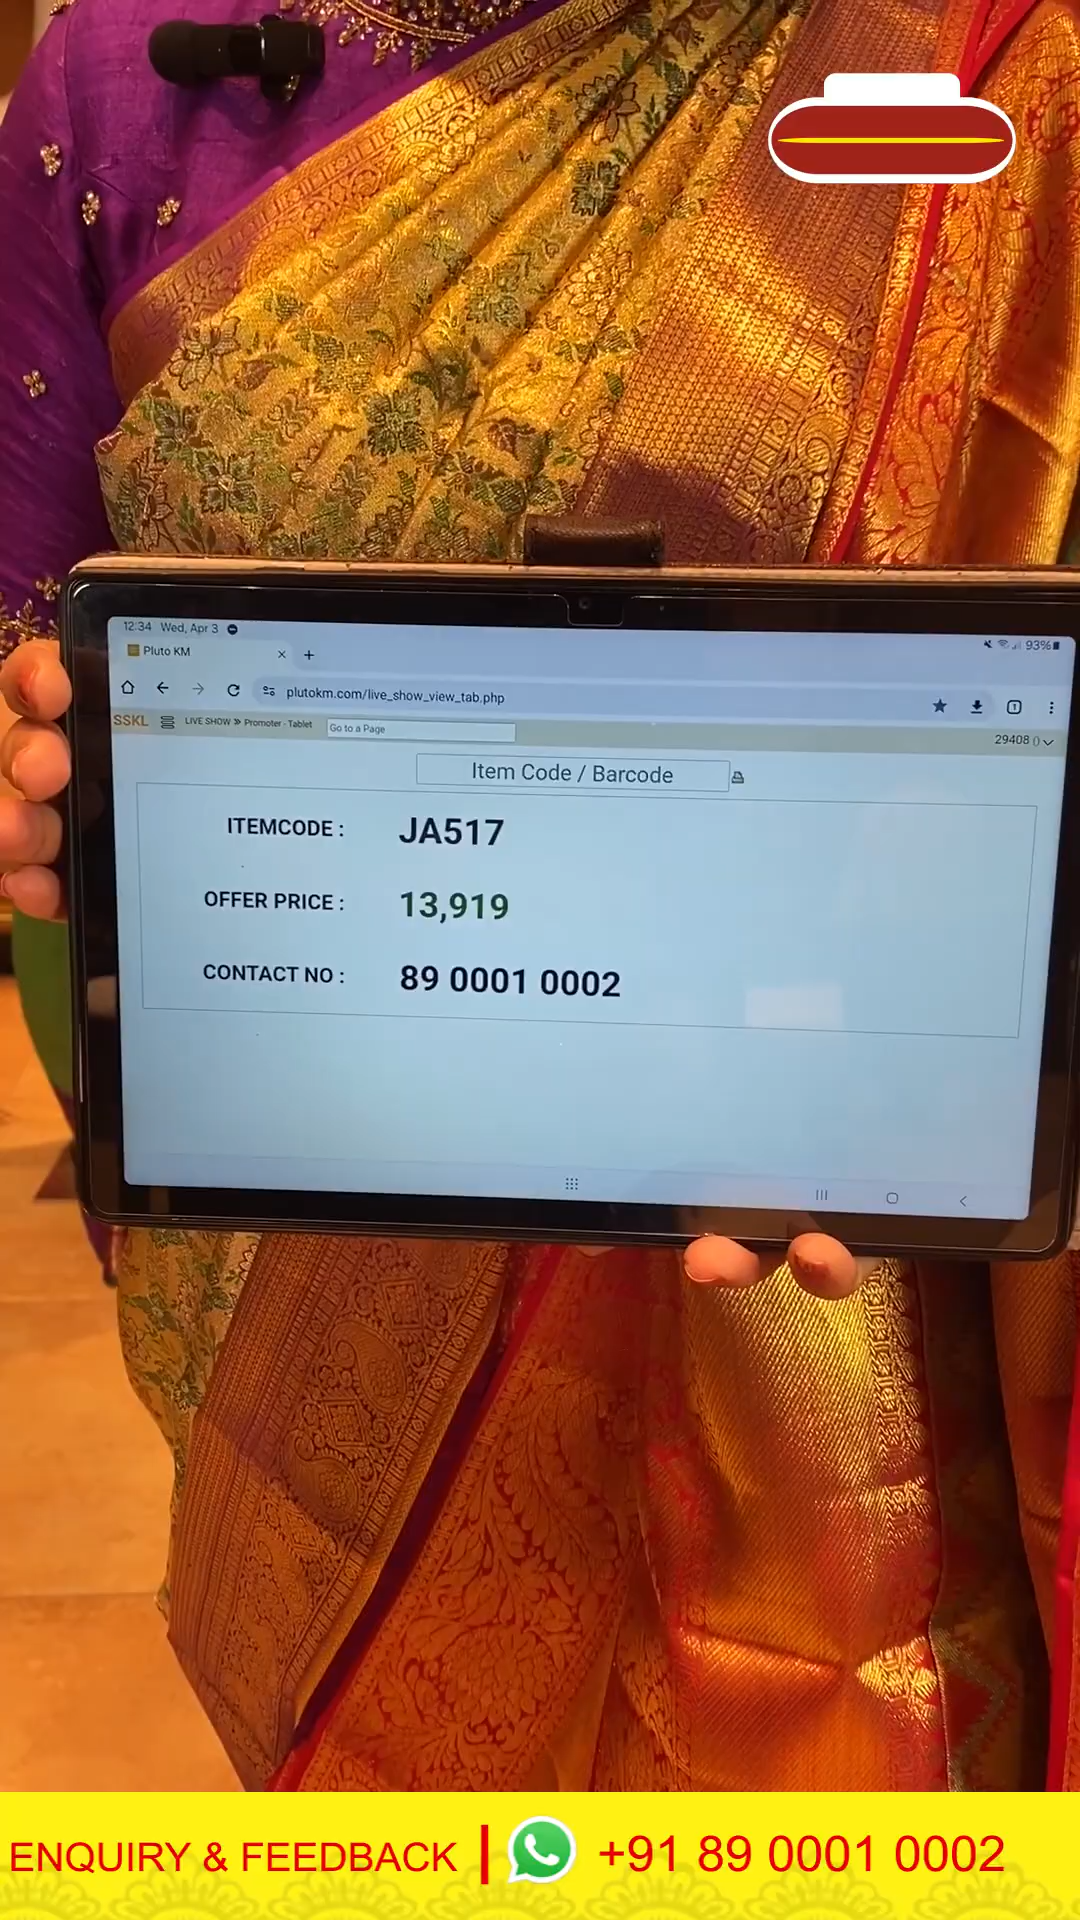 12:34 Wed, Apr 3
93%
Pluto KM
plutokm.com/live_show_view_tab.php
SSKL LIVE SHOW >> Promoter - Tablet Go to a Page
29408 ()
Item Code / Barcode
ITEMCODE : JA517
OFFER PRICE : 13,919
CONTACT NO : 89 0001 0002
ENQUIRY & FEEDBACK | +91 89 0001 0002